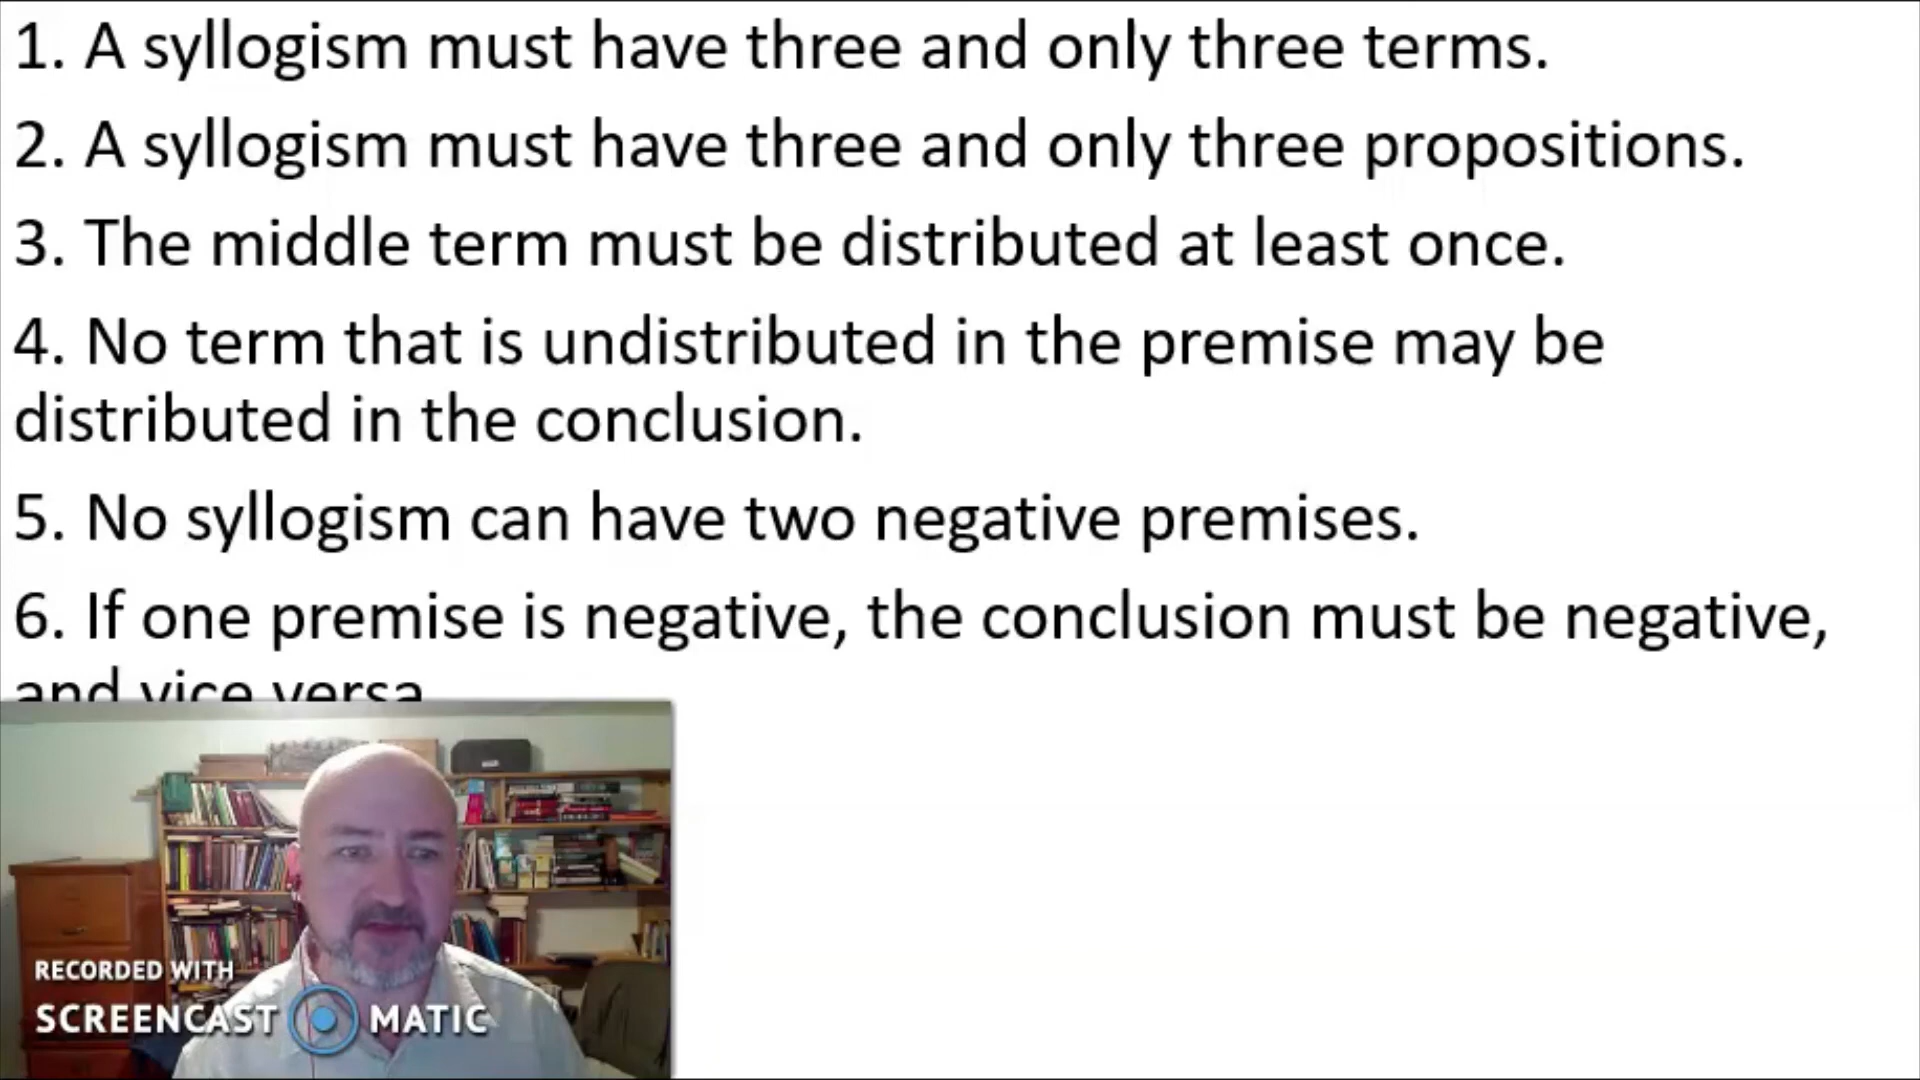 1. A syllogism must have three and only three terms.
2. A syllogism must have three and only three propositions.
3. The middle term must be distributed at least once.
4. No term that is undistributed in the premise may be
distributed in the conclusion.
5. No syllogism can have two negative premises.
6. If one premise is negative, the conclusion must be negative,
and vice versa
RECORDED WITH
SCREENCAST MATIC